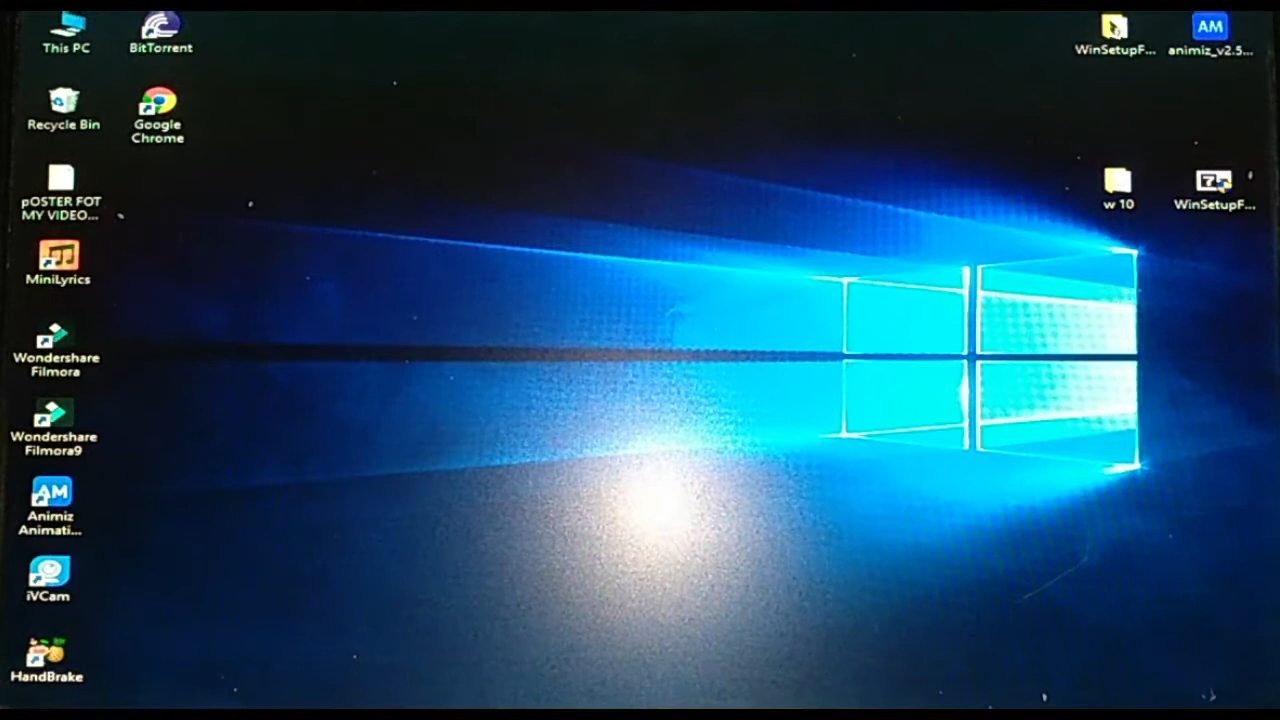 This PC
BitTorrent
WinSetupF...
animiz_v2.5...
Recycle Bin
Google
Chrome
pOSTER FOT
MY VIDEO...
w 10
WinSetupF...
MiniLyrics
Wondershare
Filmora
Wondershare
Filmora9
AM
Animiz
Animati...
iVCam
HandBrake
AM
7